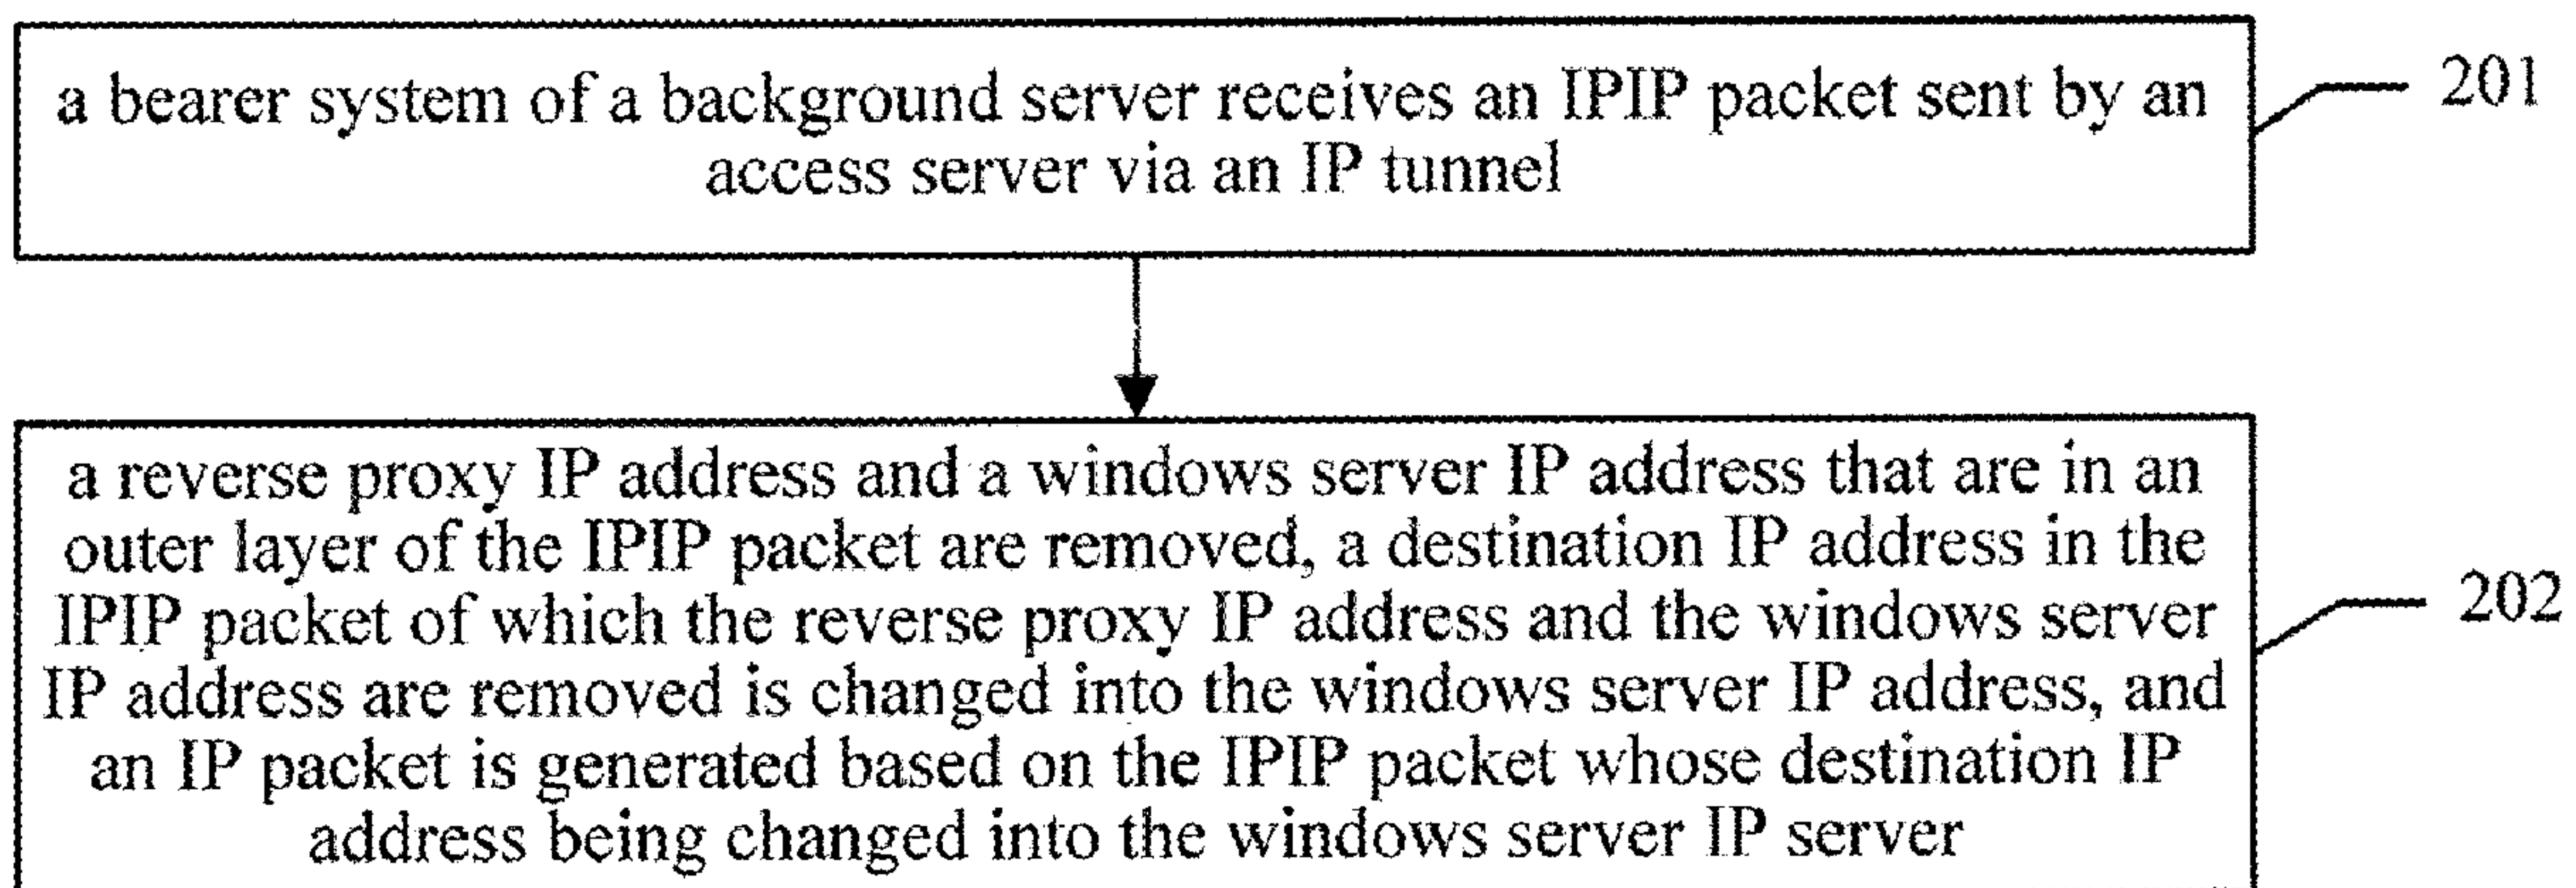 a bearer system of a background server receives an IPIP packet sent by an
access server via an IP tunnel
201
a reverse proxy IP address and a windows server IP address that are in an
outer layer of the IPIP packet are removed, a destination IP address in the
IPIP packet of which the reverse proxy IP address and the windows server
IP address are removed is changed into the windows server IP address, and
an IP packet is generated based on the IPIP packet whose destination IP
address being changed into the windows server IP server
202